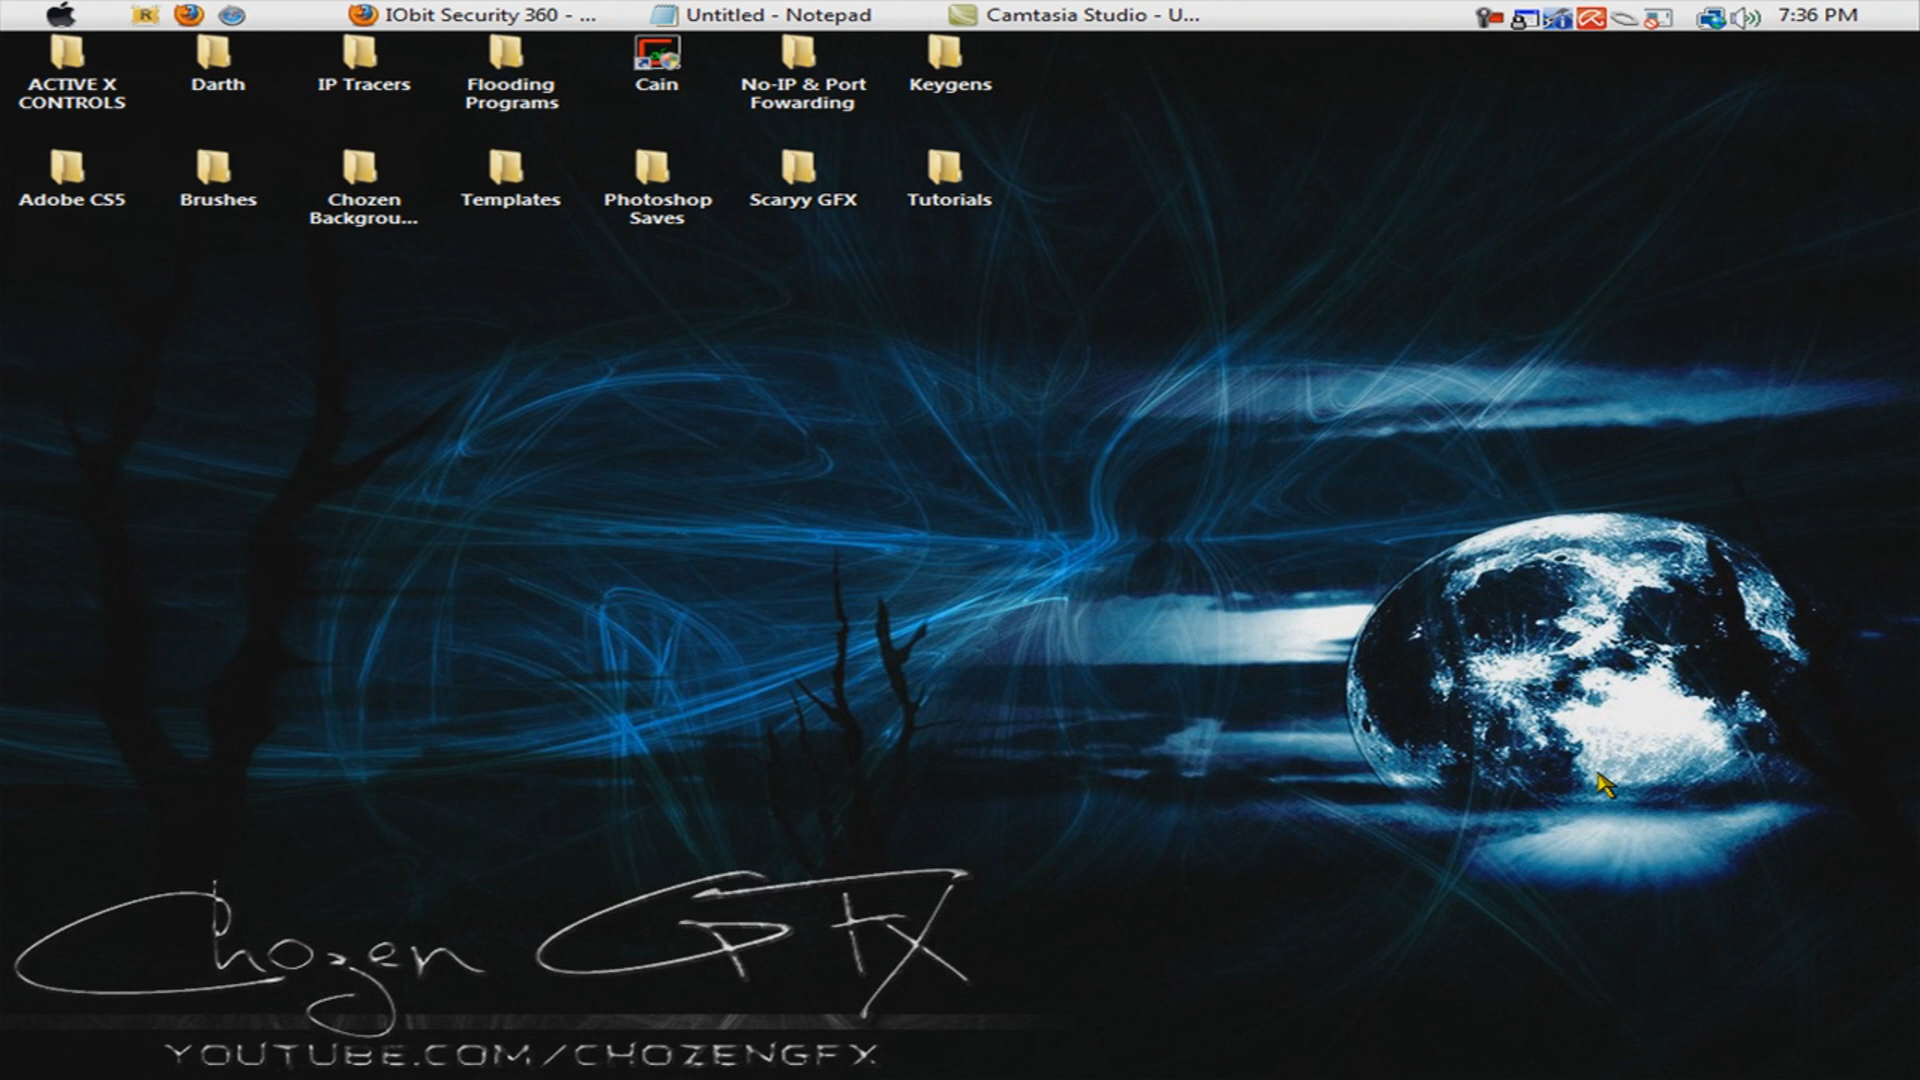 IObit Security 360 - ...
Untitled - Notepad
Camtasia Studio - U...
7:36 PM
ACTIVE X
CONTROLS
Darth
IP Tracers
Flooding
Programs
Cain
No-IP & Port
Fowarding
Keygens
Adobe CS5
Brushes
Chozen
Backgrou...
Templates
Photoshop
Saves
Scaryy GFX
Tutorials
Chozen GFX
YOUTUBE.COM/CHOZENGFX